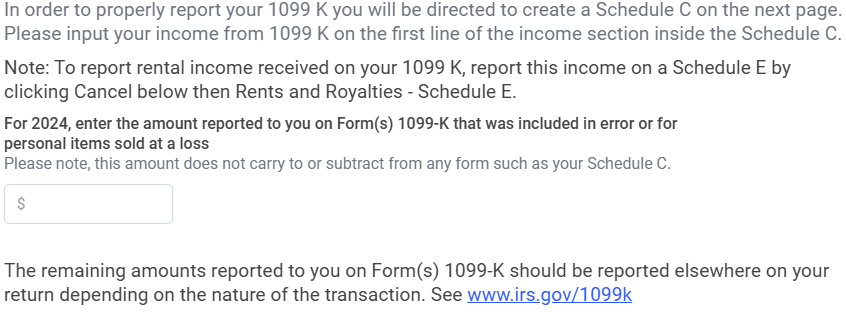 In order to properly report your 1099 K you will be directed to create a Schedule C on the next page.
Please input your income from 1099 K on the first line of the income section inside the Schedule C.
Note: To report rental income received on your 1099 K, report this income on a Schedule E by
clicking Cancel below then Rents and Royalties - Schedule E.
For 2024, enter the amount reported to you on Form(s) 1099-K that was included in error or for
personal items sold at a loss
Please note, this amount does not carry to or subtract from any form such as your Schedule C.
$
The remaining amounts reported to you on Form(s) 1099-K should be reported elsewhere on your
return depending on the nature of the transaction. See www.irs.gov/1099k